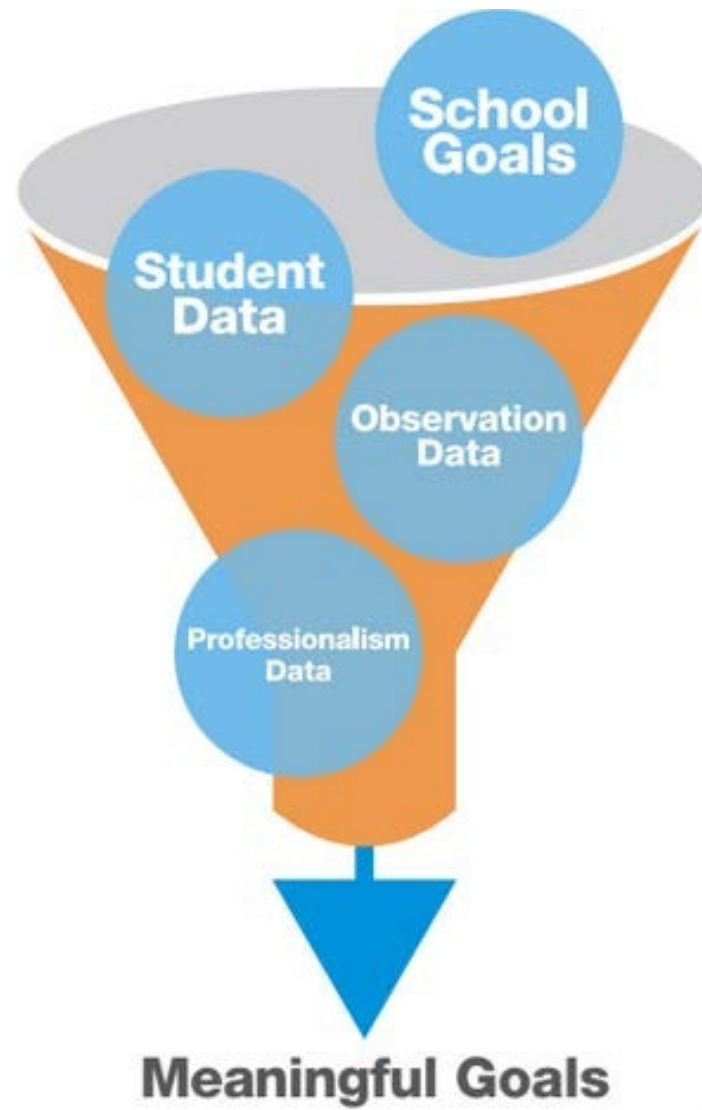 School
Goals
Student
Data
Observation
Data
Professionalism
Data
Meaningful Goals